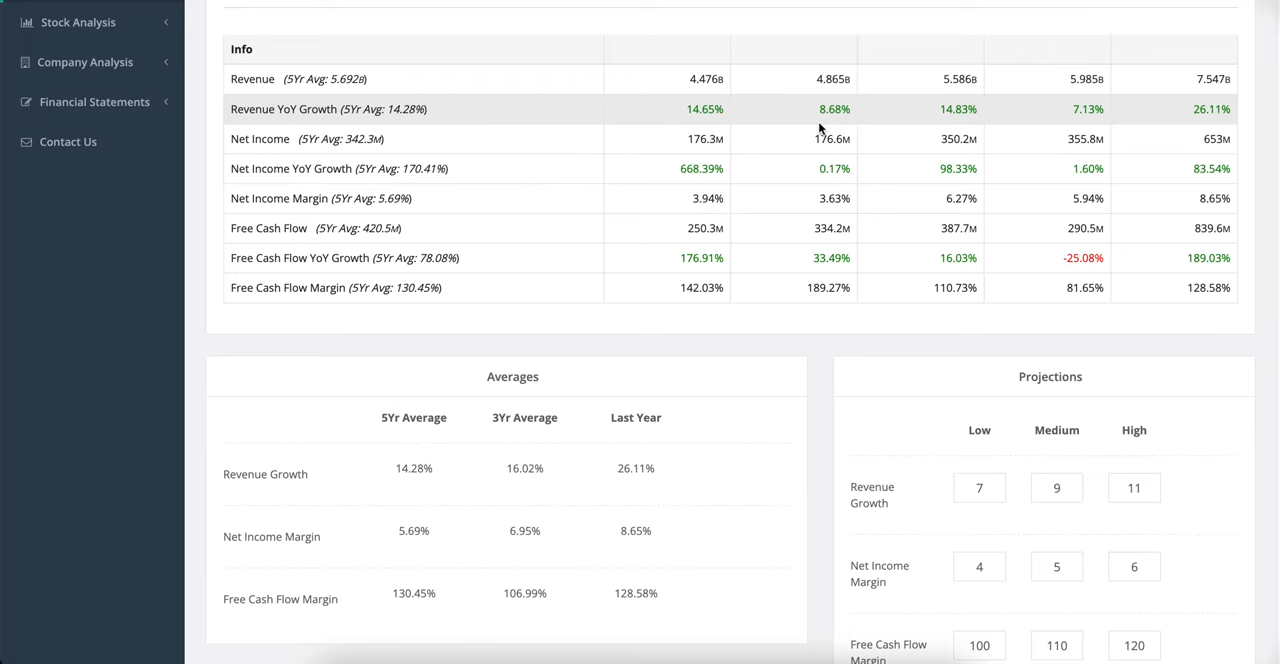 Stock Analysis
Company Analysis
Financial Statements
Contact Us
Info
Revenue (5Yr Avg: 5.692B) 4.476B 4.865B 5.586B 5.985B 7.547B
Revenue YoY Growth (5Yr Avg: 14.28%) 14.65% 8.68% 14.83% 7.13% 26.11%
Net Income (5Yr Avg: 342.3M) 176.3M 176.6M 350.2M 355.8M 653M
Net Income YoY Growth (5Yr Avg: 170.41%) 668.39% 0.17% 98.33% 1.60% 83.54%
Net Income Margin (5Yr Avg: 5.69%) 3.94% 3.63% 6.27% 5.94% 8.65%
Free Cash Flow (5Yr Avg: 420.5M) 250.3M 334.2M 387.7M 290.5M 839.6M
Free Cash Flow YoY Growth (5Yr Avg: 78.08%) 176.91% 33.49% 16.03% -25.08% 189.03%
Free Cash Flow Margin (5Yr Avg: 130.45%) 142.03% 189.27% 110.73% 81.65% 128.58%
Averages
5Yr Average 3Yr Average Last Year
Revenue Growth 14.28% 16.02% 26.11%
Net Income Margin 5.69% 6.95% 8.65%
Free Cash Flow Margin 130.45% 106.99% 128.58%
Projections
Low Medium High
Revenue
Growth 7 9 11
Net Income
Margin 4 5 6
Free Cash Flow
Margin 100 110 120